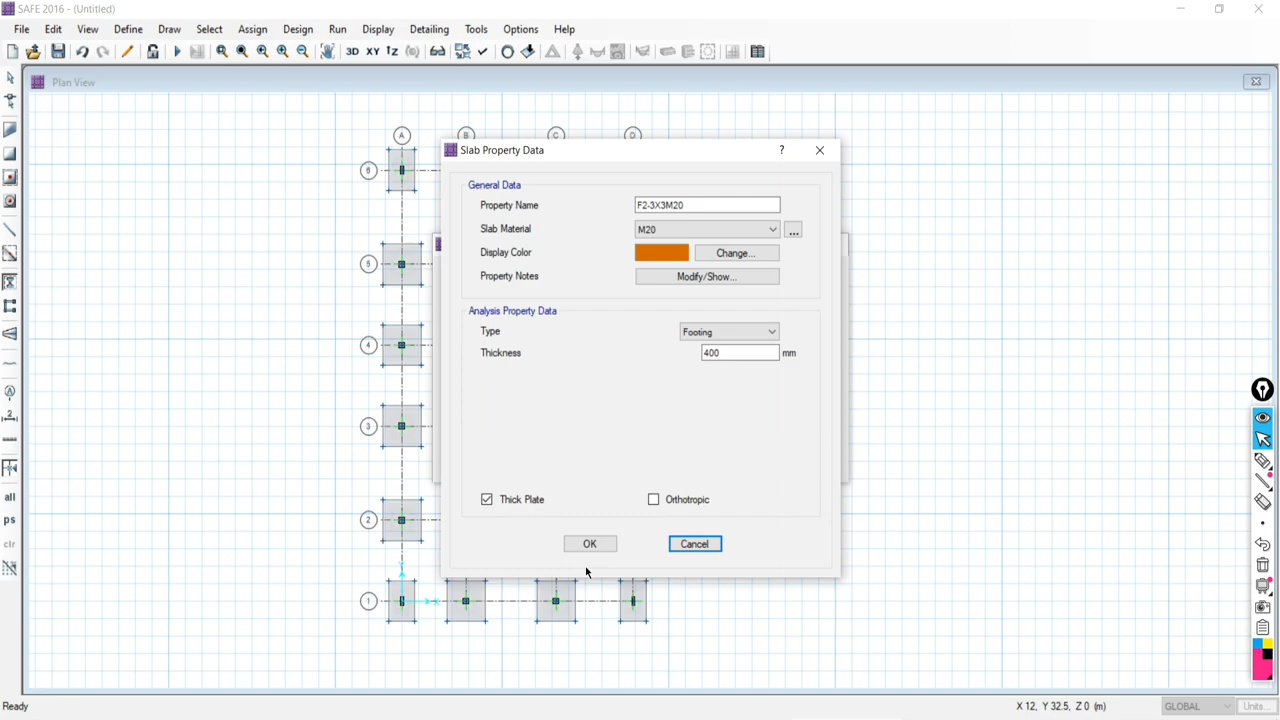 SAFE 2016 - (Untitled)
File Edit View Define Draw Select Assign Design Run Display Detailing Tools Options Help
3D XY
Plan View
A B C D
6
5
4
3
2
1
Slab Property Data
?
General Data
Property Name F2-3X3M20
Slab Material M20 ...
Display Color Change...
Property Notes Modify/Show...
Analysis Property Data
Type Footing
Thickness 400 mm
Thick Plate Orthotropic
OK Cancel
all
ps
clr
Ready X 12, Y 32.5, Z 0 (m) GLOBAL Units...